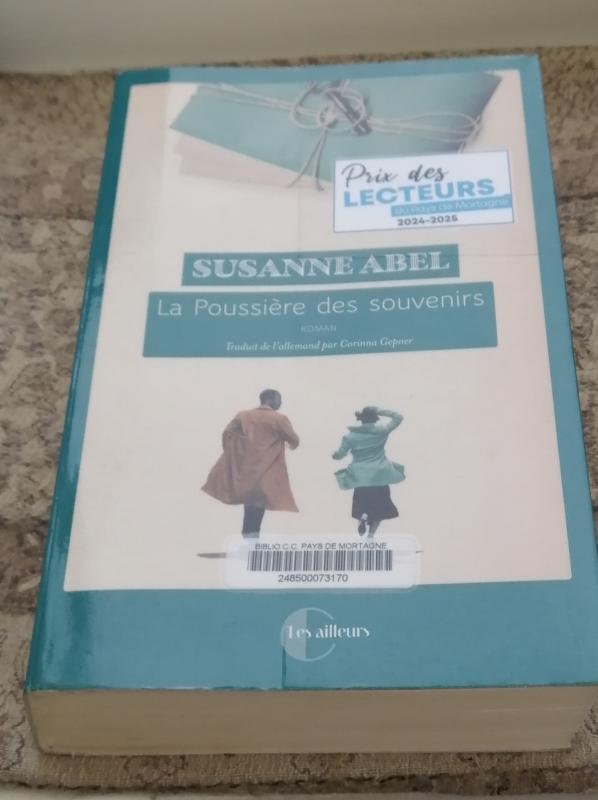 Prix des
LECTEURS
du Pays de Mortagne
2024-2025
SUSANNE ABEL
La Poussière des souvenirs
ROMAN
Traduit de l'allemand par Corinna Gepner
BIBLIO C.C. PAYS DE MORTAGNE
248500073170
Les ailleurs